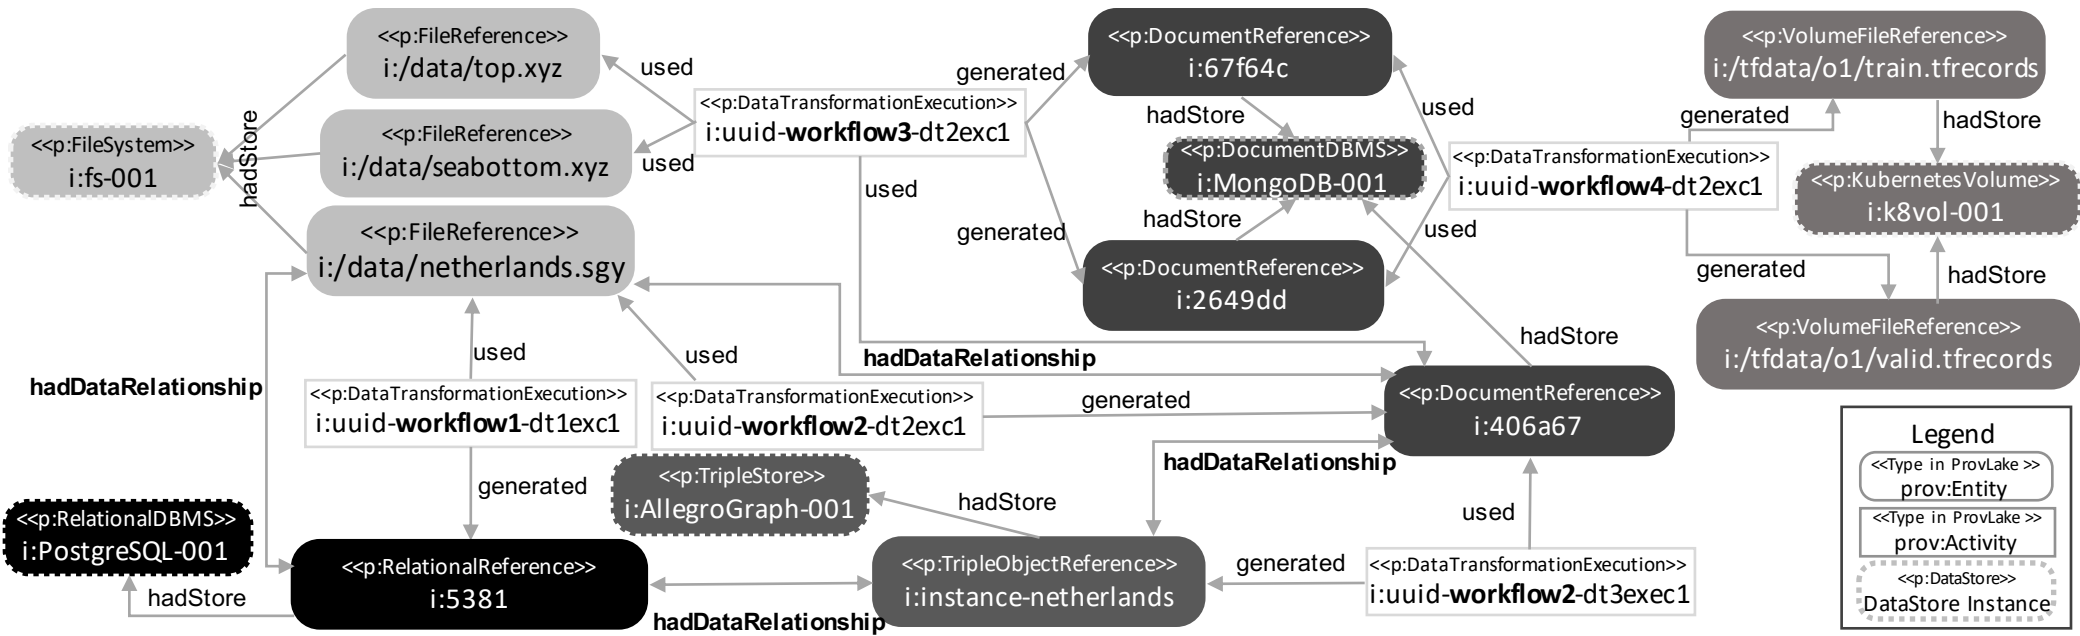 <<p:FileReference>>
i:/data/top.xyz
used
<<p:FileReference>>
i:/data/seabottom.xyz
used
<<p:FileSystem>>
i:fs-001
hadStore
<<p:FileReference>>
i:/data/netherlands.sgy
<<p:DataTransformationExecution>>
i:uuid-workflow3-dt2exc1
used
generated
generated
<<p:DocumentReference>>
i:67f64c
hadStore
<<p:DocumentDBMS>>
i:MongoDB-001
hadStore
<<p:DocumentReference>>
i:2649dd
used
used
<<p:DataTransformationExecution>>
i:uuid-workflow4-dt2exc1
generated
generated
<<p:VolumeFileReference>>
i:/tfdata/o1/train.tfrecords
hadStore
<<p:KubernetesVolume>>
i:k8vol-001
hadStore
<<p:VolumeFileReference>>
i:/tfdata/o1/valid.tfrecords
hadStore
used
used
hadDataRelationship
hadDataRelationship
<<p:DataTransformationExecution>>
i:uuid-workflow1-dt1exc1
<<p:DataTransformationExecution>>
i:uuid-workflow2-dt2exc1
generated
<<p:DocumentReference>>
i:406a67
hadDataRelationship
generated
<<p:TripleStore>>
i:AllegroGraph-001
hadStore
used
<<p:RelationalDBMS>>
i:PostgreSQL-001
hadStore
<<p:RelationalReference>>
i:5381
hadDataRelationship
<<p:TripleObjectReference>>
i:instance-netherlands
generated
<<p:DataTransformationExecution>>
i:uuid-workflow2-dt3exec1
Legend
<<Type in ProvLake >>
prov:Entity
<<Type in ProvLake >>
prov:Activity
<<p:DataStore>>
DataStore Instance